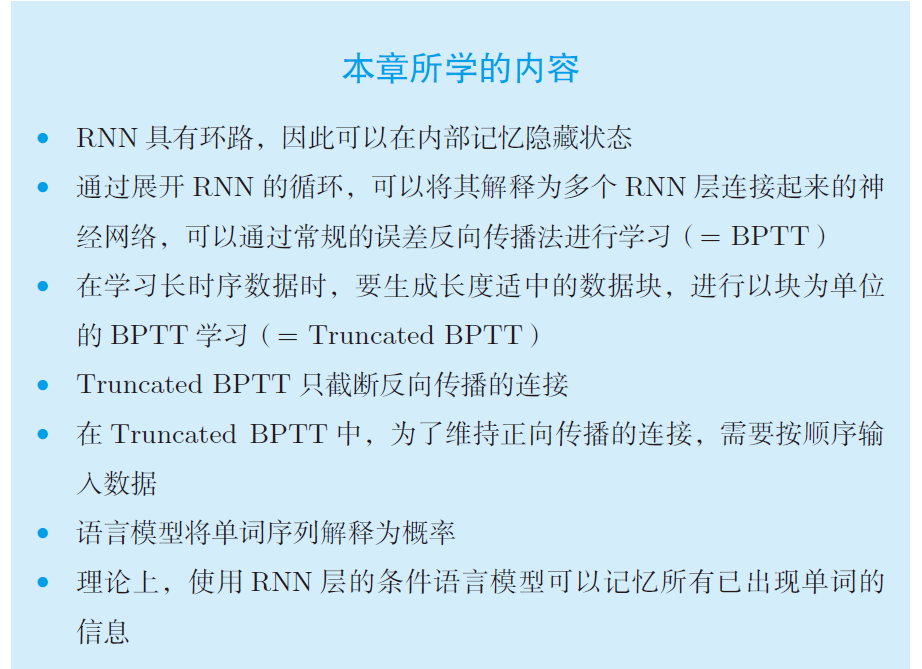 本章所学的内容
• RNN 具有环路，因此可以在内部记忆隐藏状态
• 通过展开 RNN 的循环，可以将其解释为多个 RNN 层连接起来的神
经网络，可以通过常规的误差反向传播法进行学习（= BPTT）
• 在学习长时序数据时，要生成长度适中的数据块，进行以块为单位
的 BPTT 学习（= Truncated BPTT）
• Truncated BPTT 只截断反向传播的连接
• 在 Truncated BPTT 中，为了维持正向传播的连接，需要按顺序输
入数据
• 语言模型将单词序列解释为概率
• 理论上，使用 RNN 层的条件语言模型可以记忆所有已出现单词的
信息